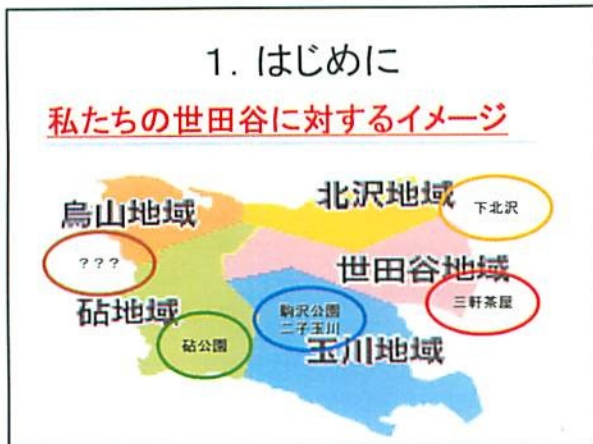 1. はじめに
私たちの世田谷に対するイメージ
北沢地域
下北沢
烏山地域
???
世田谷地域
三軒茶屋
砧地域
駒沢公園
二子玉川
砧公園
玉川地域